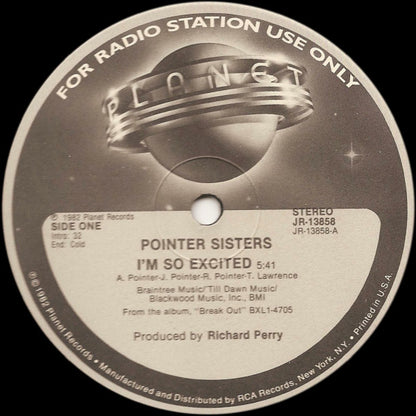 FOR RADIO STATION USE ONLY
PLANET
℗ 1982 Planet Records
SIDE ONE
Intro: 32
End: Cold
STEREO
JR-13858
JR-13858-A
POINTER SISTERS
I'M SO EXCITED 5:41
A. Pointer-J. Pointer-R. Pointer-T. Lawrence
Braintree Music/Till Dawn Music/
Blackwood Music, Inc., BMI
From the album, "Break Out" BXL1-4705
Produced by Richard Perry
℗©1982 Planet Records • Manufactured and Distributed by RCA Records, New York, N.Y. • Printed in U.S.A.